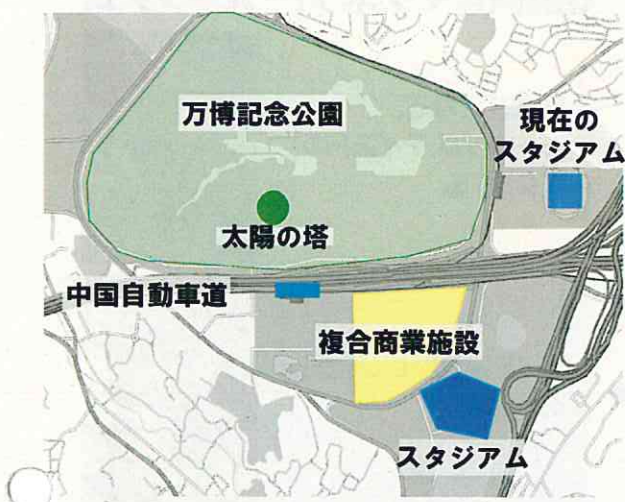 万博記念公園
現在の
スタジアム
太陽の塔
中国自動車道
複合商業施設
スタジアム